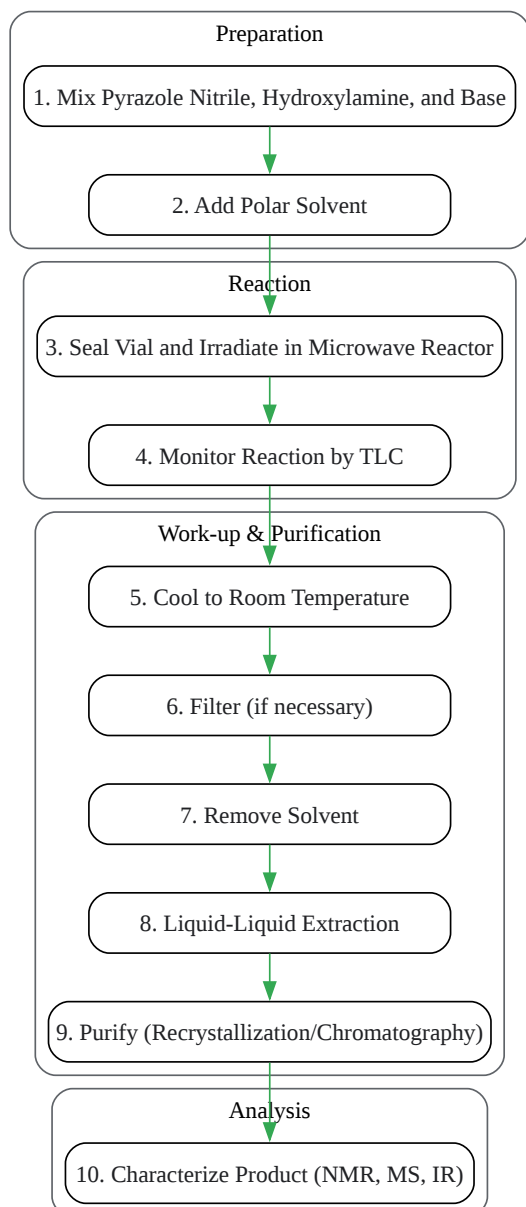 Preparation
1. Mix Pyrazole Nitrile, Hydroxylamine, and Base
2. Add Polar Solvent
Reaction
3. Seal Vial and Irradiate in Microwave Reactor
4. Monitor Reaction by TLC
Work-up & Purification
5. Cool to Room Temperature
6. Filter (if necessary)
7. Remove Solvent
8. Liquid-Liquid Extraction
9. Purify (Recrystallization/Chromatography)
Analysis
10. Characterize Product (NMR, MS, IR)